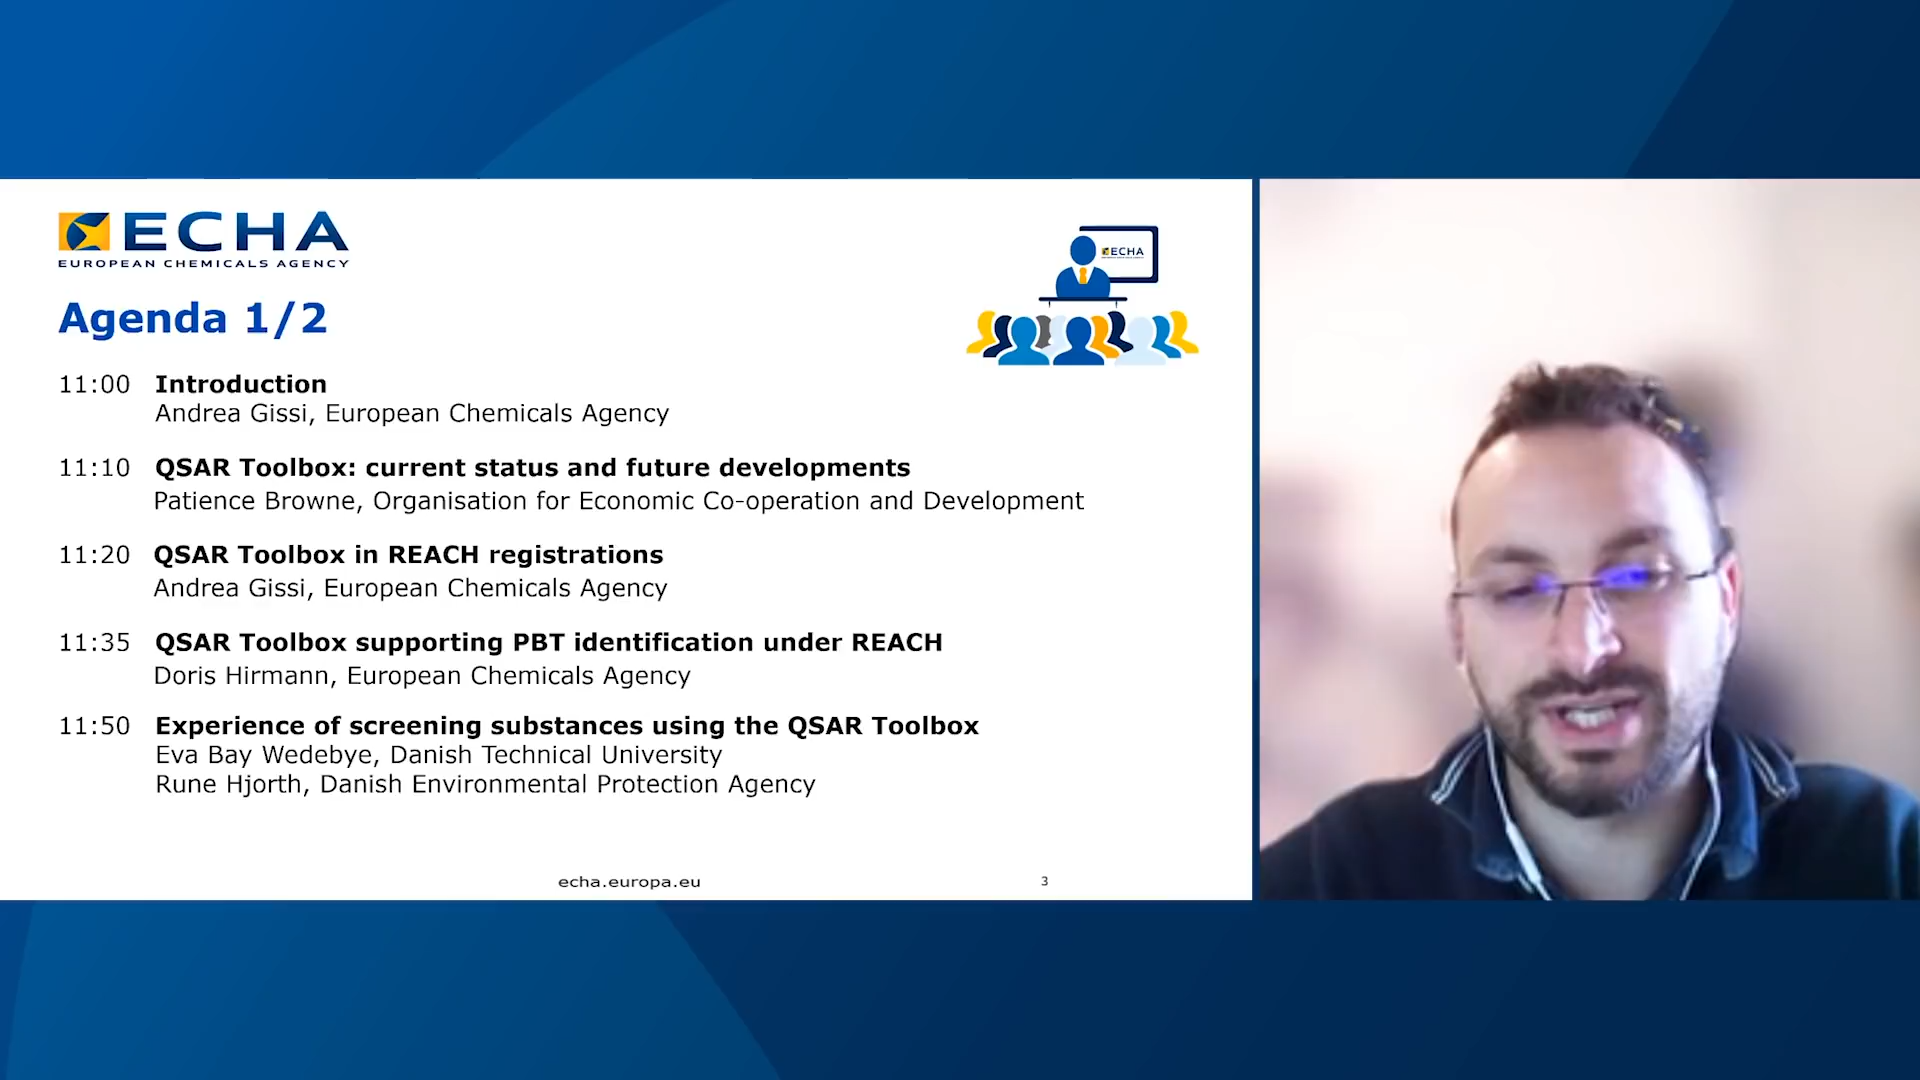 ECHA
EUROPEAN CHEMICALS AGENCY
ECHA
Agenda 1/2
11:00 Introduction
Andrea Gissi, European Chemicals Agency
11:10 QSAR Toolbox: current status and future developments
Patience Browne, Organisation for Economic Co-operation and Development
11:20 QSAR Toolbox in REACH registrations
Andrea Gissi, European Chemicals Agency
11:35 QSAR Toolbox supporting PBT identification under REACH
Doris Hirmann, European Chemicals Agency
11:50 Experience of screening substances using the QSAR Toolbox
Eva Bay Wedebye, Danish Technical University
Rune Hjorth, Danish Environmental Protection Agency
echa.europa.eu
3